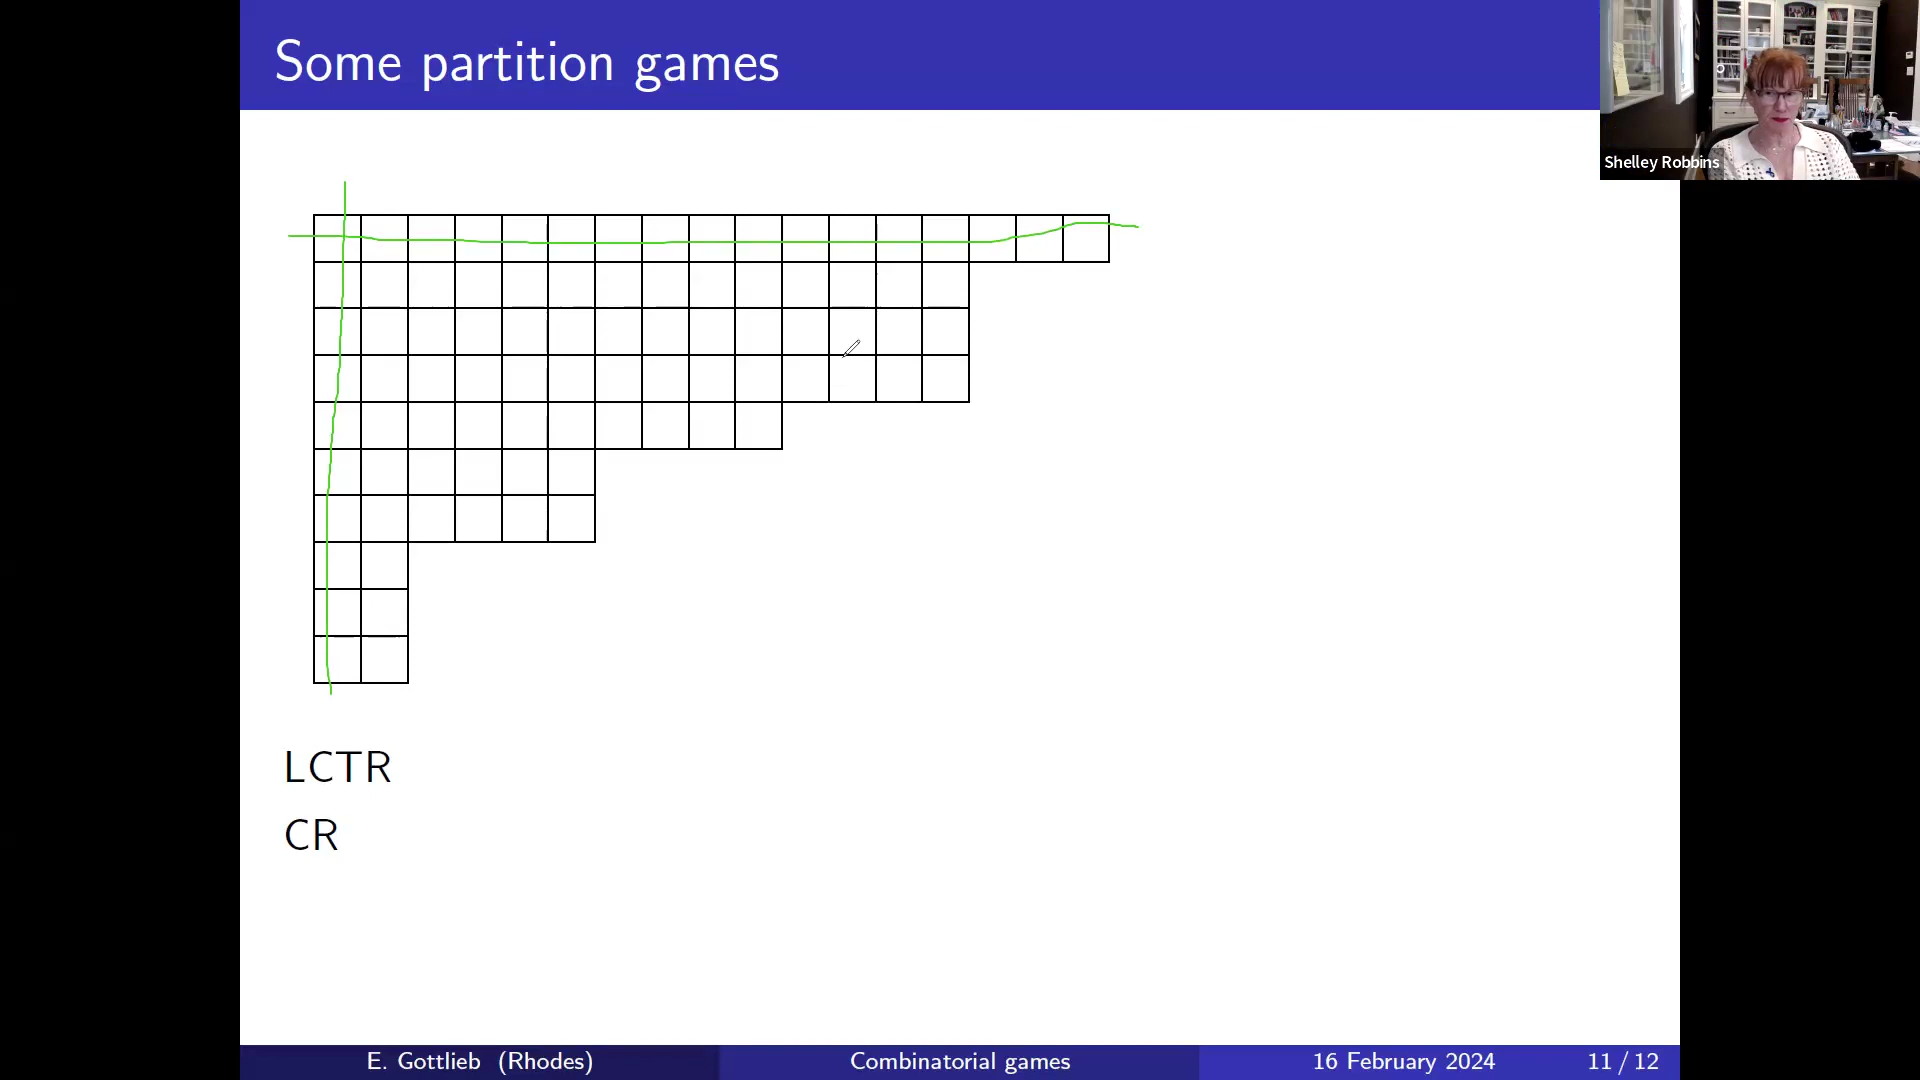 Some partition games
Shelley Robbins
LCTR
CR
E. Gottlieb (Rhodes)
Combinatorial games
16 February 2024
11 / 12